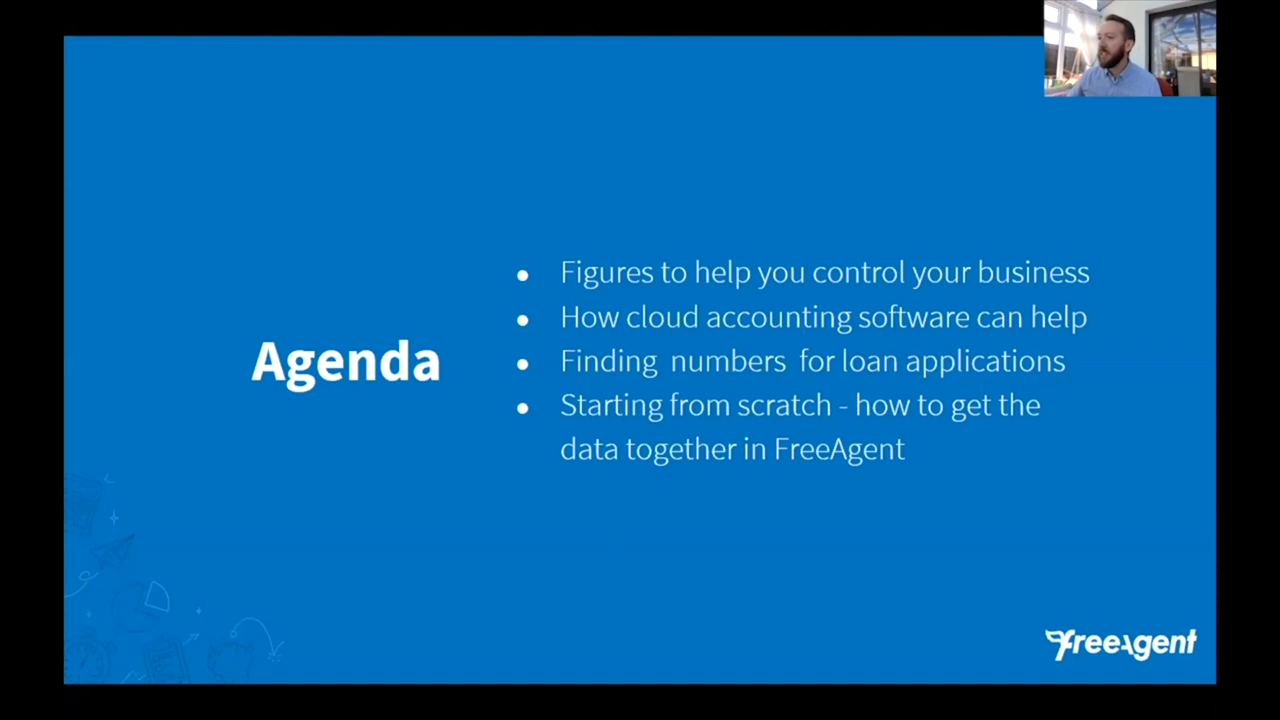 Agenda
● Figures to help you control your business
● How cloud accounting software can help
● Finding numbers for loan applications
● Starting from scratch - how to get the
data together in FreeAgent
freeagent